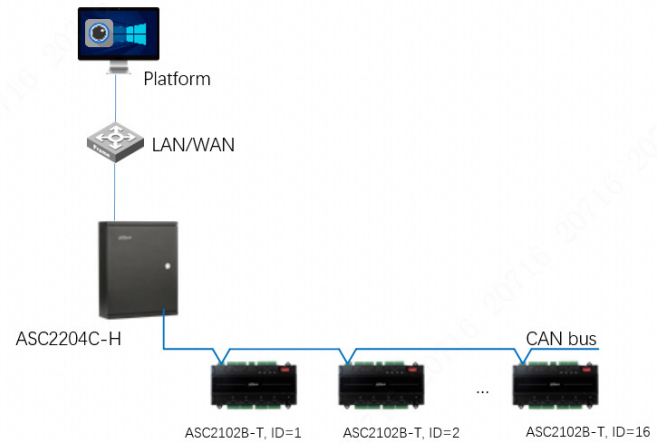 Platform
LAN/WAN
ASC2204C-H
CAN bus
...
ASC2102B-T, ID=1
ASC2102B-T, ID=2
ASC2102B-T, ID=16